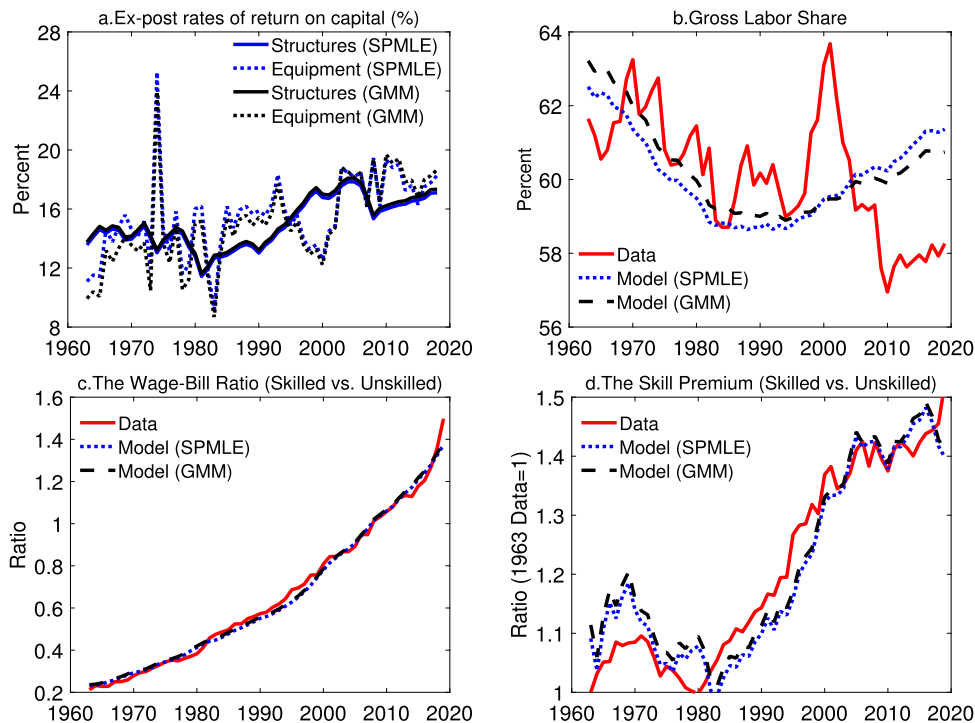 a.Ex-post rates of return on capital (%)
28
24
20
16
12
8
Percent
Structures (SPMLE)
Equipment (SPMLE)
Structures (GMM)
Equipment (GMM)
1960 1970 1980 1990 2000 2010 2020
b.Gross Labor Share
64
62
60
58
56
Percent
Data
Model (SPMLE)
Model (GMM)
1960 1970 1980 1990 2000 2010 2020
c.The Wage-Bill Ratio (Skilled vs. Unskilled)
1.6
1.4
1.2
1
0.8
0.6
0.4
0.2
Ratio
Data
Model (SPMLE)
Model (GMM)
1960 1970 1980 1990 2000 2010 2020
d.The Skill Premium (Skilled vs. Unskilled)
1.5
1.4
1.3
1.2
1.1
1
Ratio (1963 Data=1)
Data
Model (SPMLE)
Model (GMM)
1960 1970 1980 1990 2000 2010 2020